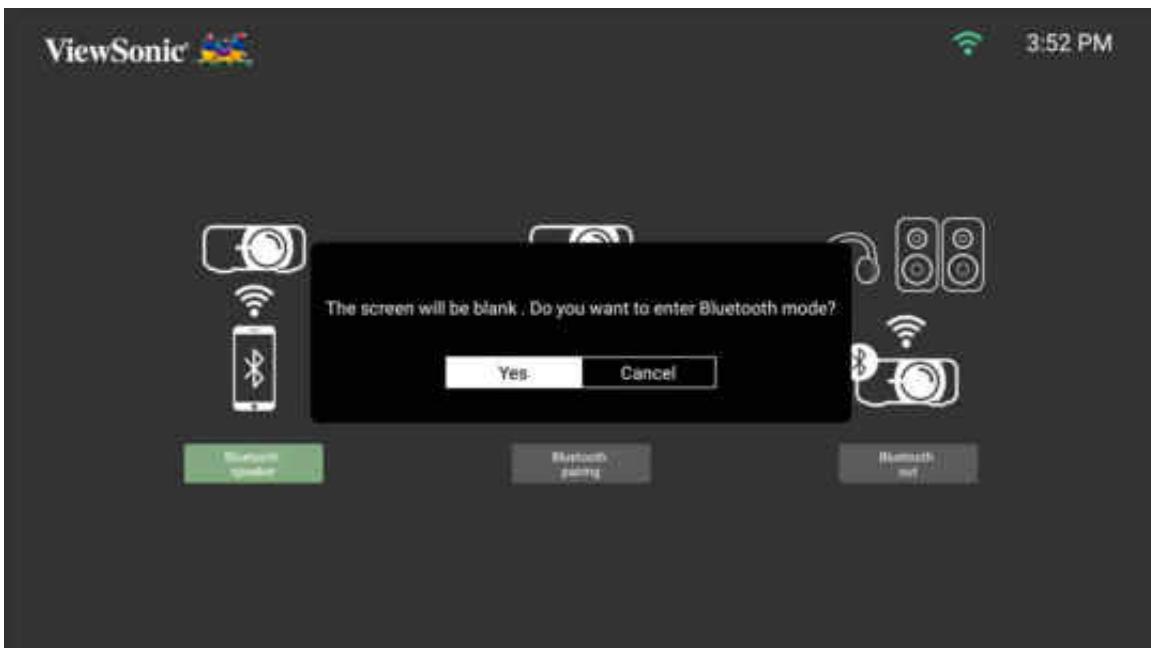 ViewSonic
3:52 PM
The screen will be blank . Do you want to enter Bluetooth mode?
Yes
Cancel
Bluetooth
speaker
Bluetooth
pairing
Bluetooth
out